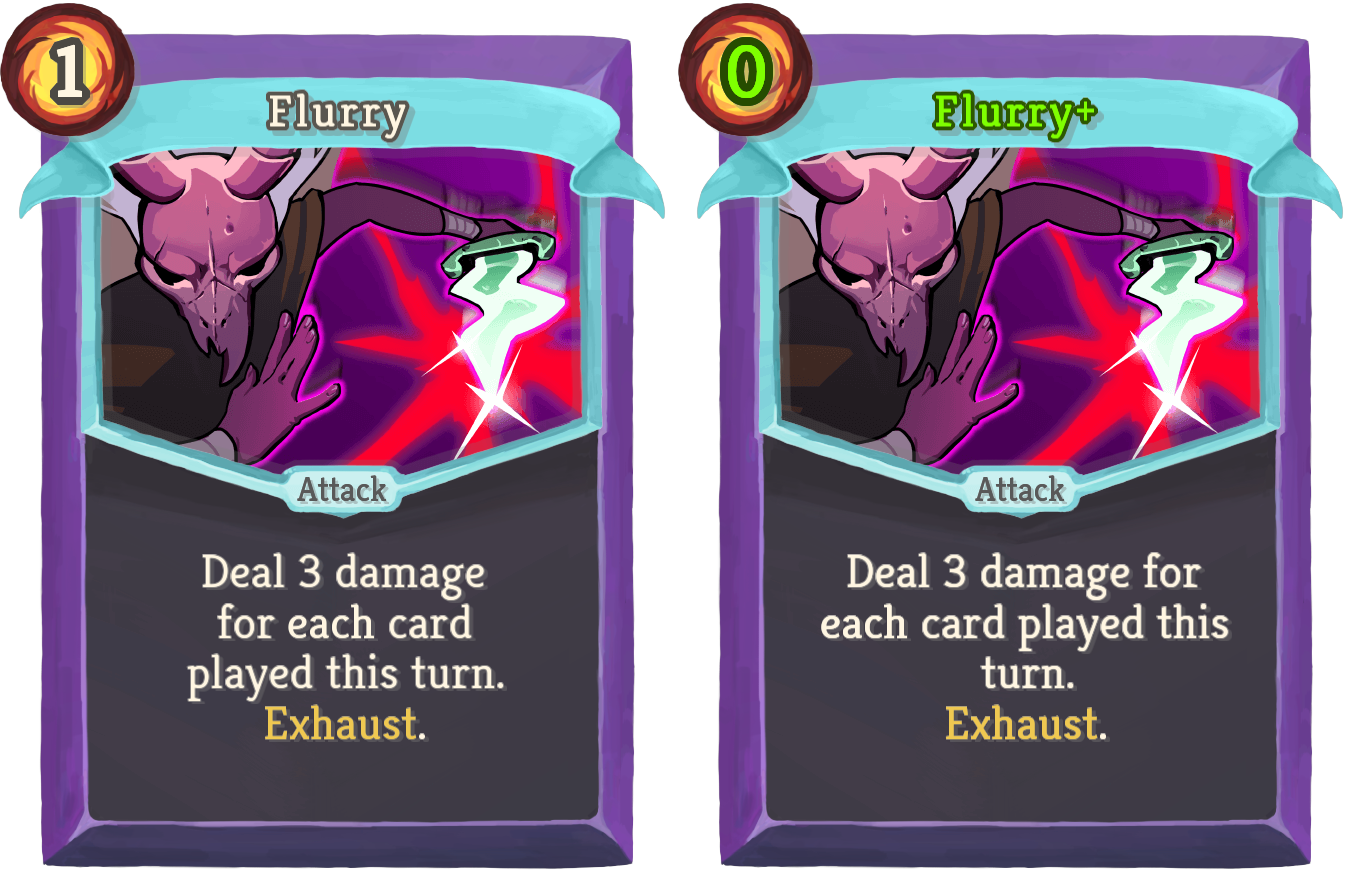 1
Flurry
Attack
Deal 3 damage
for each card
played this turn.
Exhaust.
0
Flurry+
Attack
Deal 3 damage for
each card played this
turn.
Exhaust.